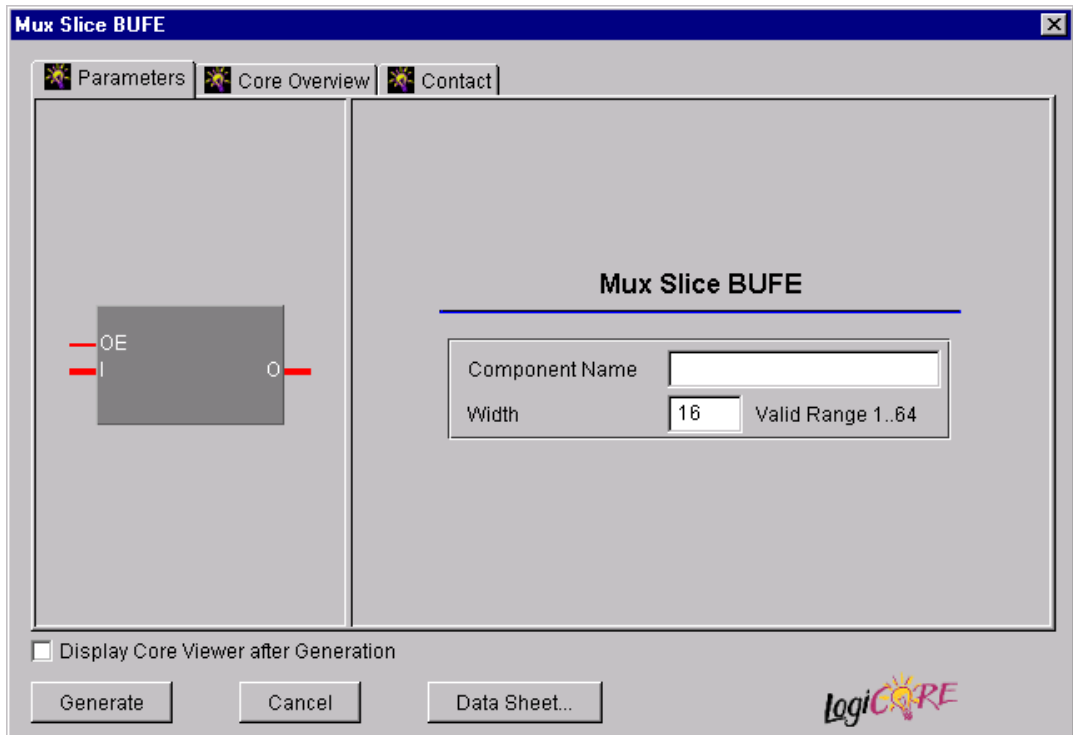 Mux Slice BUFE
Parameters Core Overview Contact
Mux Slice BUFE
OE
I O
Component Name
Width 16 Valid Range 1..64
Display Core Viewer after Generation
Generate Cancel Data Sheet...
LogiCORE